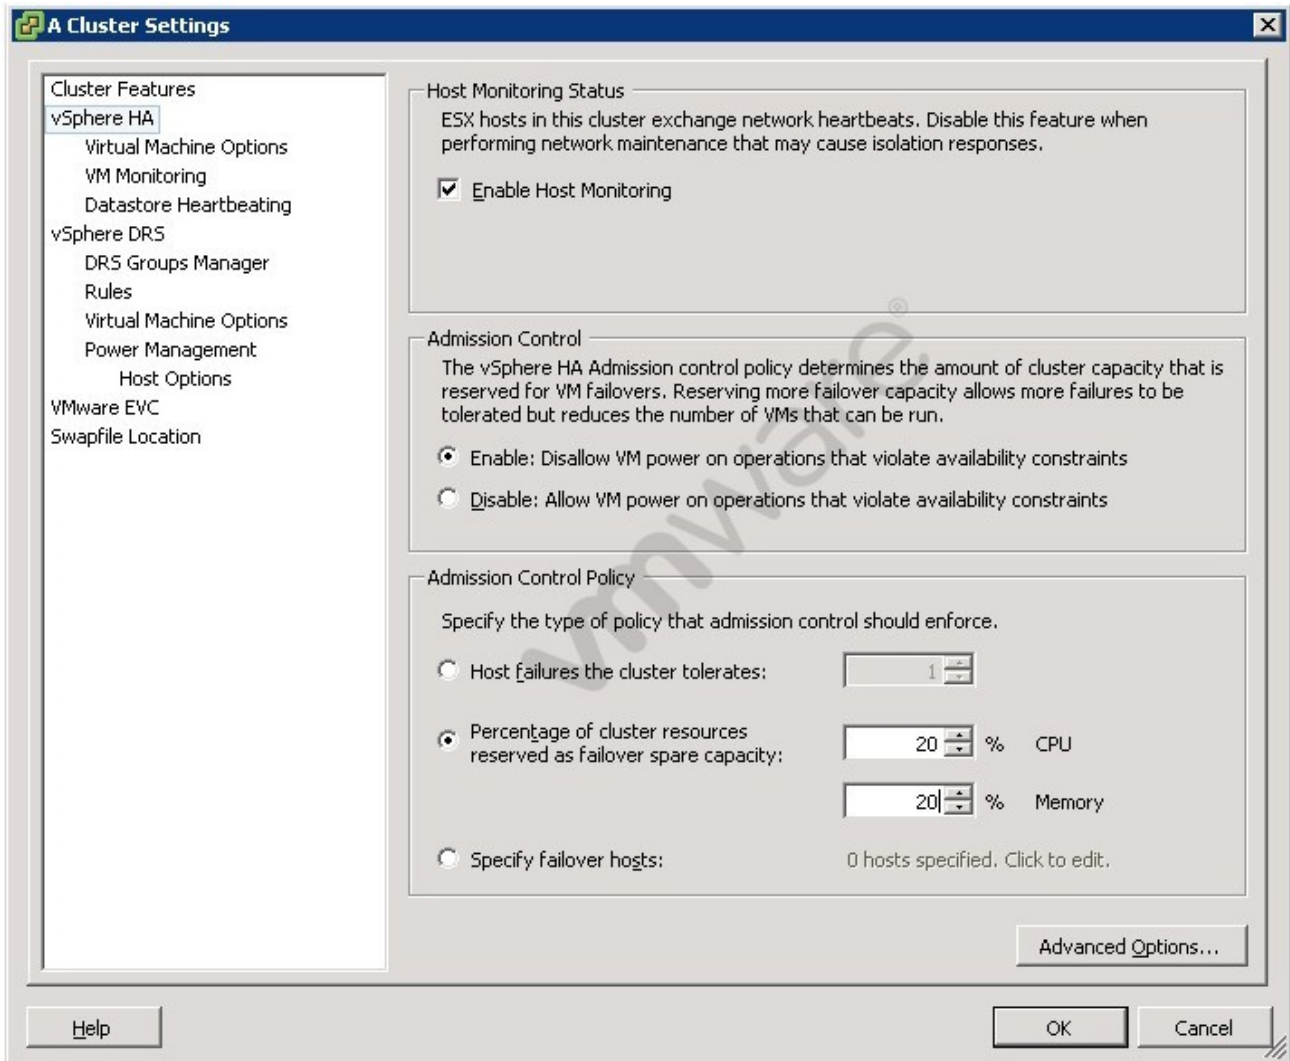 A Cluster Settings
Cluster Features
vSphere HA
Virtual Machine Options
VM Monitoring
Datastore Heartbeating
vSphere DRS
DRS Groups Manager
Rules
Virtual Machine Options
Power Management
Host Options
VMware EVC
Swapfile Location
Host Monitoring Status
ESX hosts in this cluster exchange network heartbeats. Disable this feature when
performing network maintenance that may cause isolation responses.
Enable Host Monitoring
Admission Control
The vSphere HA Admission control policy determines the amount of cluster capacity that is
reserved for VM failovers. Reserving more failover capacity allows more failures to be
tolerated but reduces the number of VMs that can be run.
Enable: Disallow VM power on operations that violate availability constraints
Disable: Allow VM power on operations that violate availability constraints
Admission Control Policy
Specify the type of policy that admission control should enforce.
Host failures the cluster tolerates: 1
Percentage of cluster resources
reserved as failover spare capacity:
20 % CPU
20 % Memory
Specify failover hosts: 0 hosts specified. Click to edit.
Advanced Options...
Help OK Cancel
vmware®